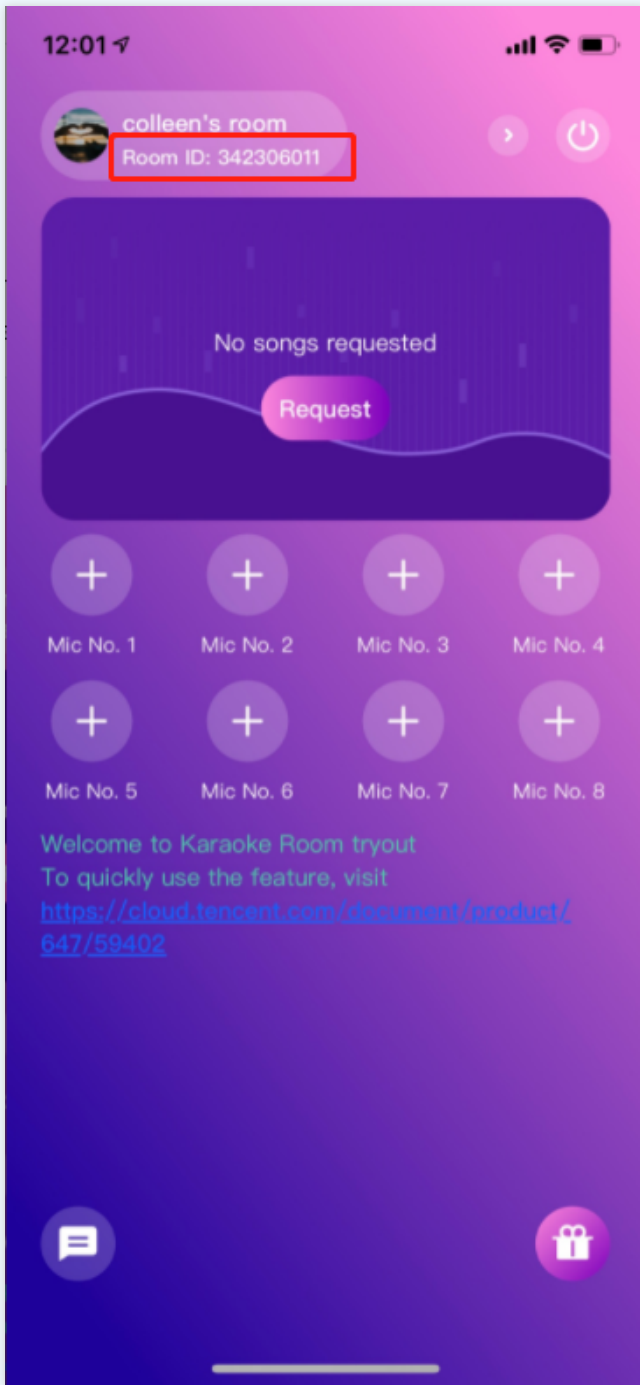 12:01
colleen's room
Room ID: 342306011
No songs requested
Request
Mic No. 1
Mic No. 2
Mic No. 3
Mic No. 4
Mic No. 5
Mic No. 6
Mic No. 7
Mic No. 8
Welcome to Karaoke Room tryout
To quickly use the feature, visit
https://cloud.tencent.com/document/product/
647/59402